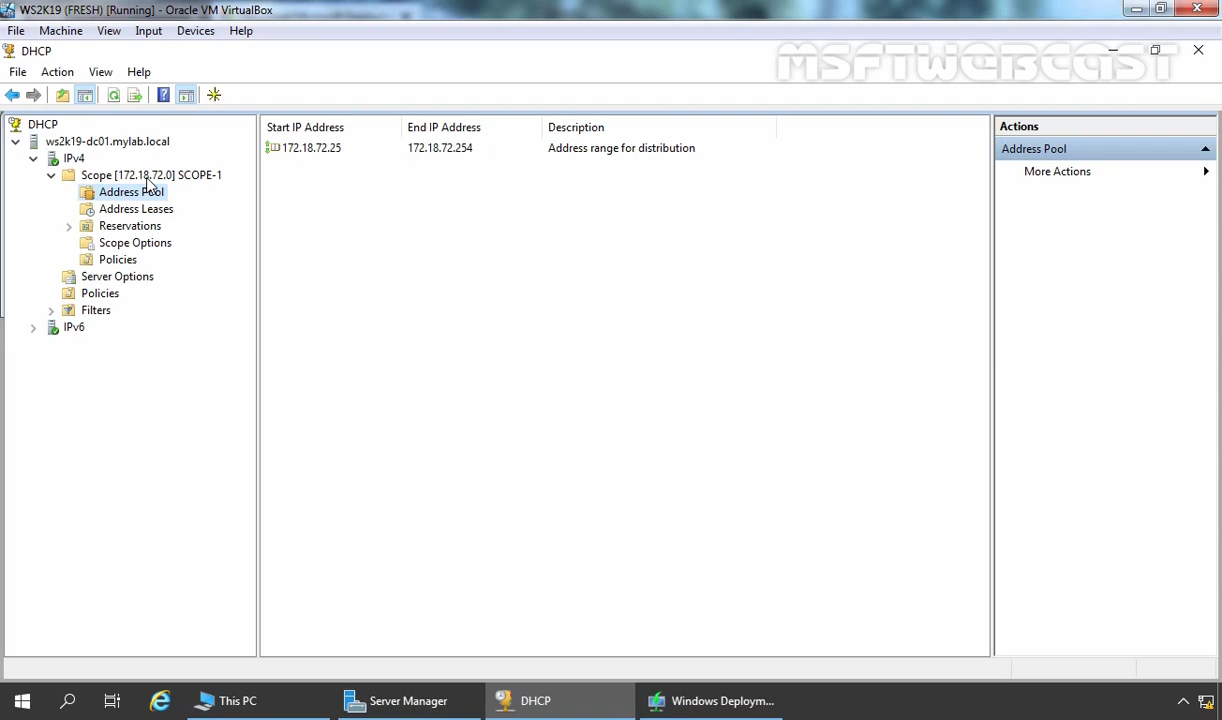 WS2K19 (FRESH) [Running] - Oracle VM VirtualBox
File Machine View Input Devices Help
DHCP
MSFTWEBCAST
File Action View Help
DHCP
ws2k19-dc01.mylab.local
IPv4
Scope [172.18.72.0] SCOPE-1
Address Pool
Address Leases
Reservations
Scope Options
Policies
Server Options
Policies
Filters
IPv6
Start IP Address End IP Address Description
172.18.72.25 172.18.72.254 Address range for distribution
Actions
Address Pool
More Actions
This PC Server Manager DHCP Windows Deploym...